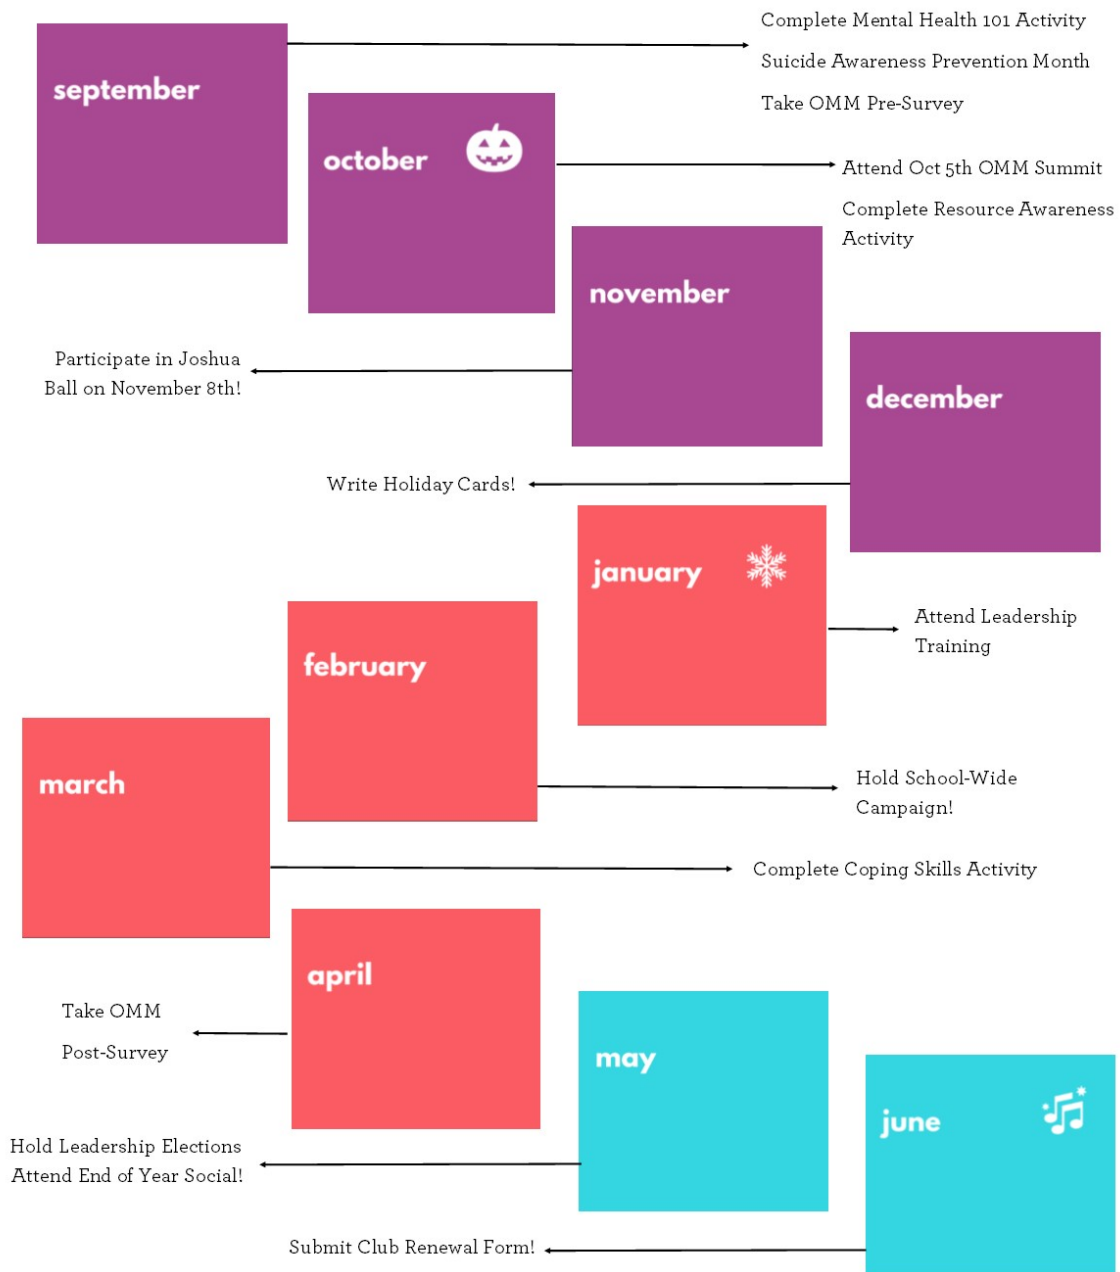 september
Complete Mental Health 101 Activity
Suicide Awareness Prevention Month
Take OMM Pre-Survey
october
Attend Oct 5th OMM Summit
Complete Resource Awareness
Activity
november
Participate in Joshua
Ball on November 8th!
december
Write Holiday Cards!
january
Attend Leadership
Training
february
Hold School-Wide
Campaign!
march
Complete Coping Skills Activity
april
Take OMM
Post-Survey
may
Hold Leadership Elections
Attend End of Year Social!
june
Submit Club Renewal Form!